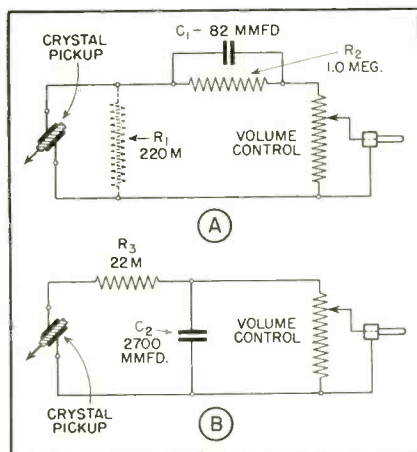 C₁ - 82 MMFD
CRYSTAL
PICKUP
R₂
1.0 MEG.
R₁
220 M
VOLUME
CONTROL
A
R₃
22 M
C₂
2700
MMFD.
VOLUME
CONTROL
CRYSTAL
PICKUP
B